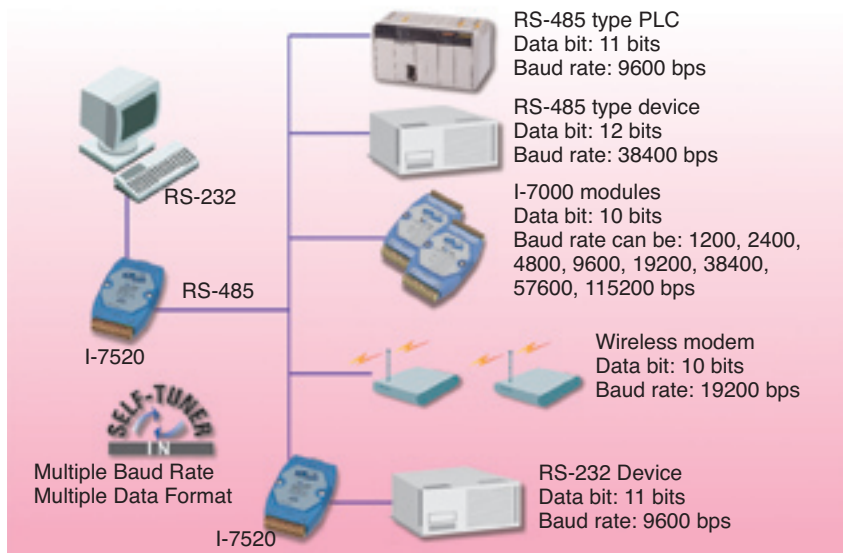 RS-485 type PLC
Data bit: 11 bits
Baud rate: 9600 bps
RS-485 type device
Data bit: 12 bits
Baud rate: 38400 bps
RS-232
I-7000 modules
Data bit: 10 bits
Baud rate can be: 1200, 2400,
4800, 9600, 19200, 38400,
57600, 115200 bps
RS-485
I-7520
Wireless modem
Data bit: 10 bits
Baud rate: 19200 bps
SELF-TUNER
IN
Multiple Baud Rate
Multiple Data Format
I-7520
RS-232 Device
Data bit: 11 bits
Baud rate: 9600 bps